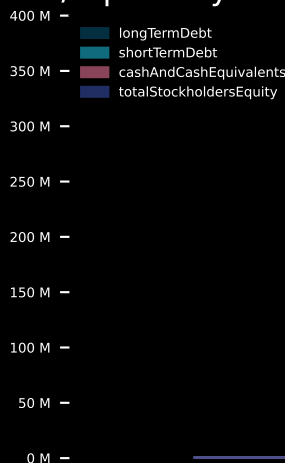 400 M
longTermDebt
shortTermDebt
350 M
cashAndCashEquivalents
totalStockholdersEquity
300 M
250 M
200 M
150 M
100 M
50 M
0 M